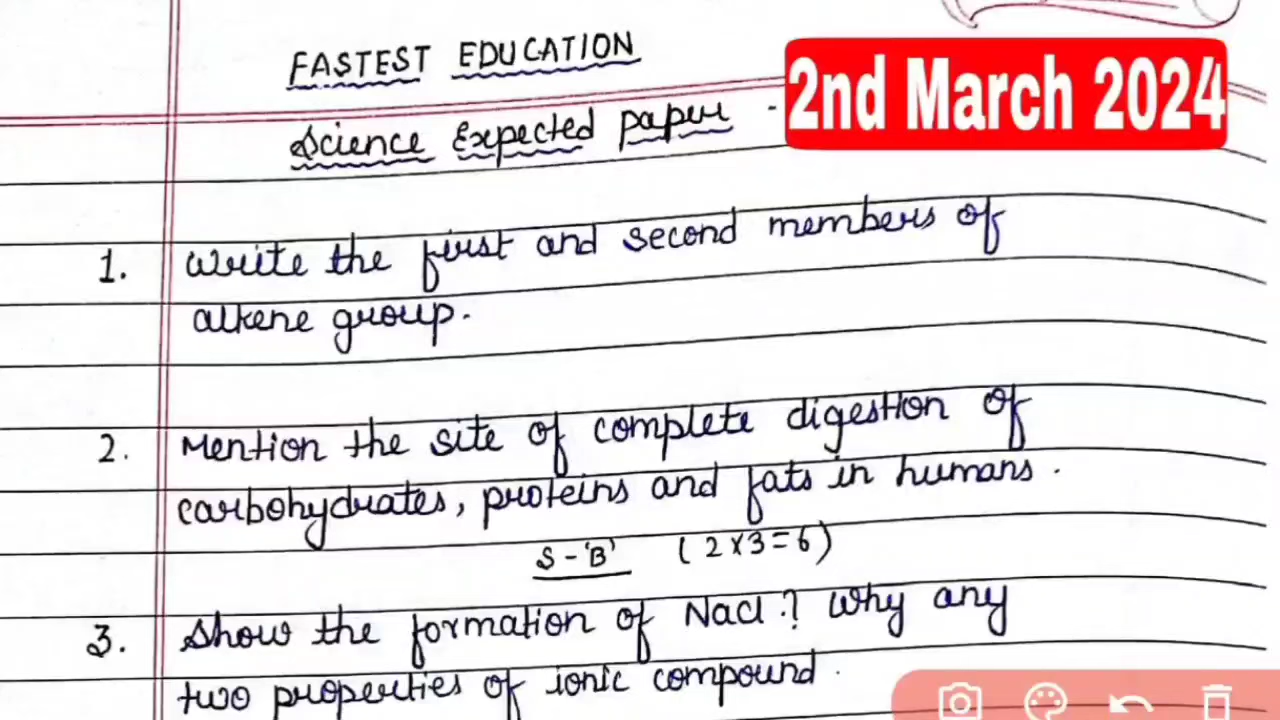 FASTEST EDUCATION
2nd March 2024
Science Expected paper -
1. Write the first and second members of
alkene group.
2. Mention the site of complete digestion of
carbohydrates, proteins and fats in humans.
S-'B' (2x3=6)
3. Show the formation of NaCl? Why any
two properties of ionic compound.